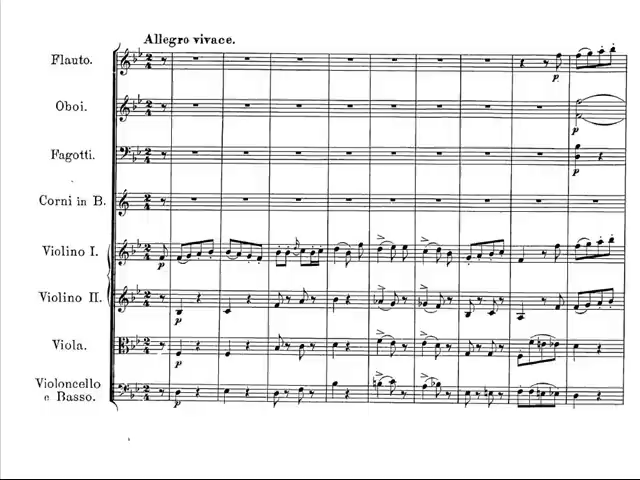 Allegro vivace.
Flauto.
p
Oboi.
p
Fagotti.
p
Corni in B.
Violino I.
p
Violino II.
p
Viola.
p
Violoncello
e Basso.
p